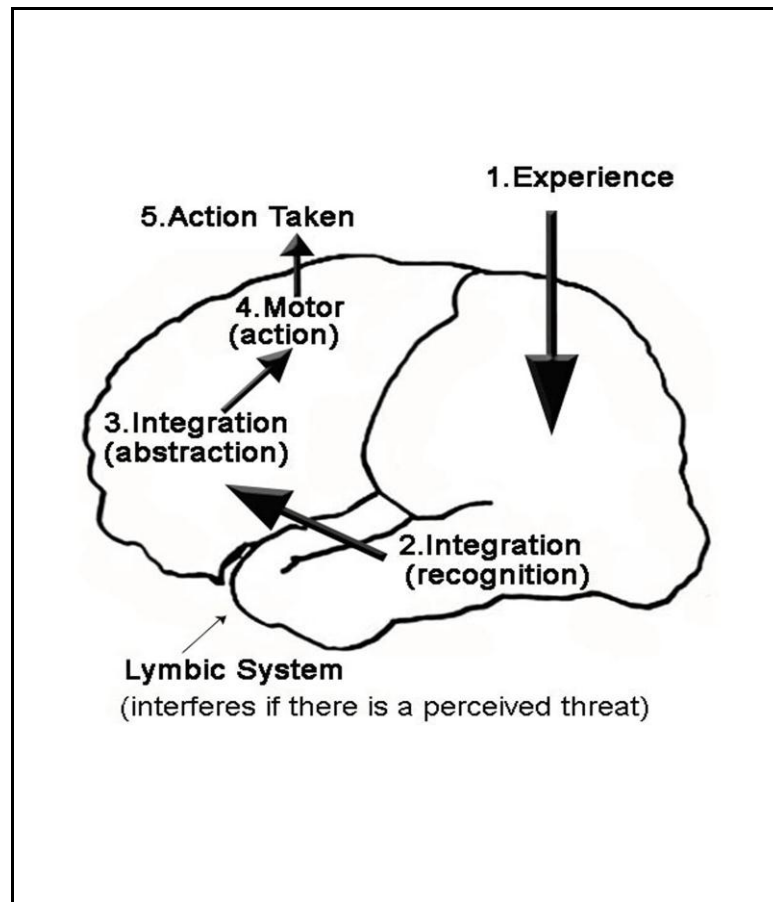 1.Experience
5.Action Taken
4.Motor
(action)
3.Integration
(abstraction)
2.Integration
(recognition)
Lymbic System
(interferes if there is a perceived threat)